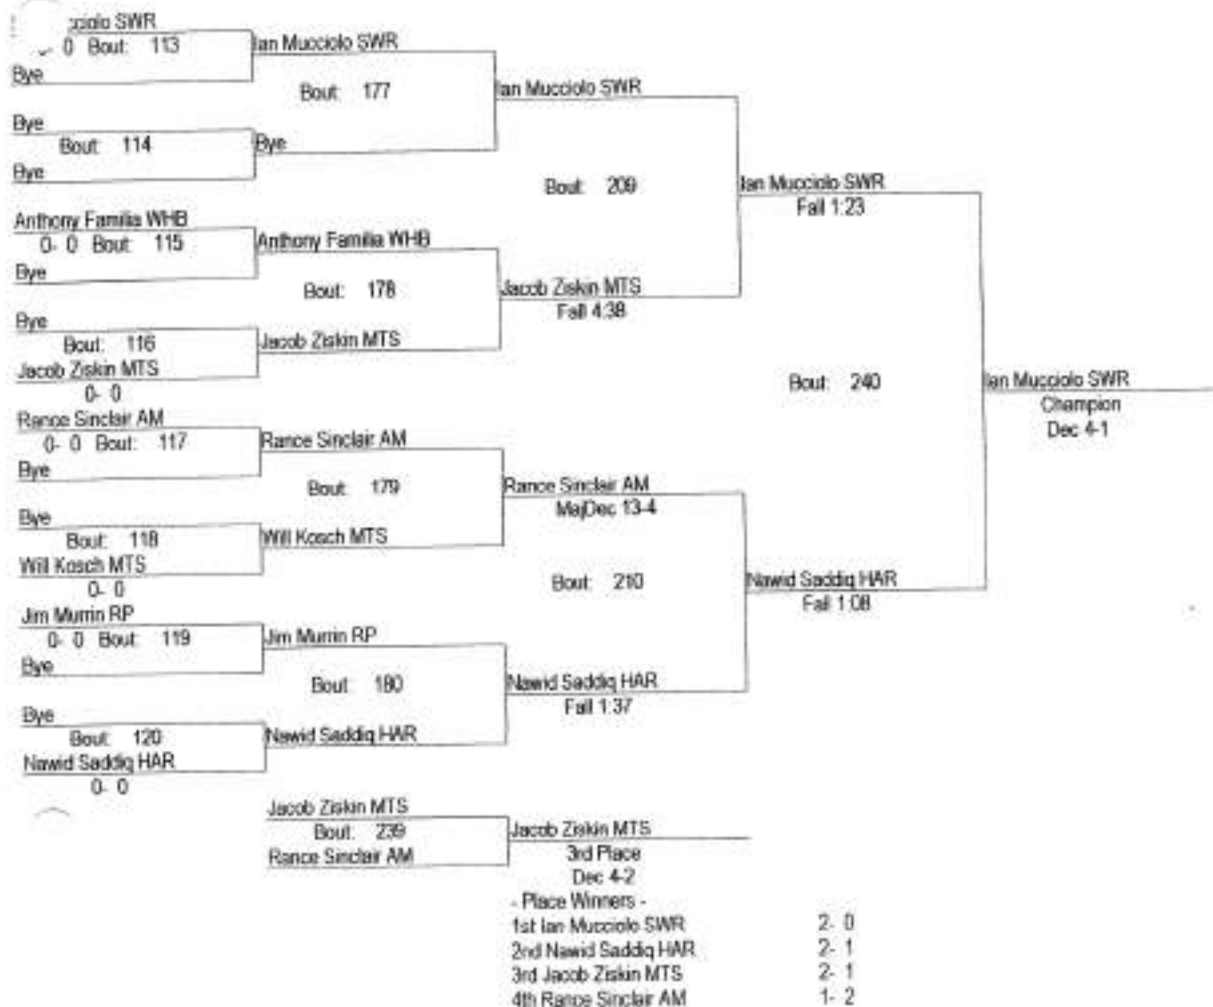 Mucciolo SWR
0 Bout: 113
Bye
Ian Mucciolo SWR
Bout: 177
Bye
Bout: 114
Bye
Bye
Ian Mucciolo SWR
Bout: 209
Anthony Familia WHB
0- 0 Bout: 115
Bye
Anthony Familia WHB
Bout: 178
Bye
Bout: 116
Jacob Ziskin MTS
0- 0
Jacob Ziskin MTS
Jacob Ziskin MTS
Fall 4:38
Ian Mucciolo SWR
Fall 1:23
Bout: 240
Rance Sinclair AM
0- 0 Bout: 117
Bye
Rance Sinclair AM
Bout: 179
Bye
Bout: 118
Will Kosch MTS
0- 0
Will Kosch MTS
Rance Sinclair AM
MajDec 13-4
Bout: 210
Jim Murrin RP
0- 0 Bout: 119
Bye
Jim Murrin RP
Bout: 180
Bye
Bout: 120
Nawid Saddiq HAR
0- 0
Nawid Saddiq HAR
Nawid Saddiq HAR
Fall 1:37
Nawid Saddiq HAR
Fall 1:08
Ian Mucciolo SWR
Champion
Dec 4-1
Jacob Ziskin MTS
Bout: 239
Rance Sinclair AM
Jacob Ziskin MTS
3rd Place
Dec 4-2
- Place Winners -
1st Ian Mucciolo SWR 2- 0
2nd Nawid Saddiq HAR 2- 1
3rd Jacob Ziskin MTS 2- 1
4th Rance Sinclair AM 1- 2